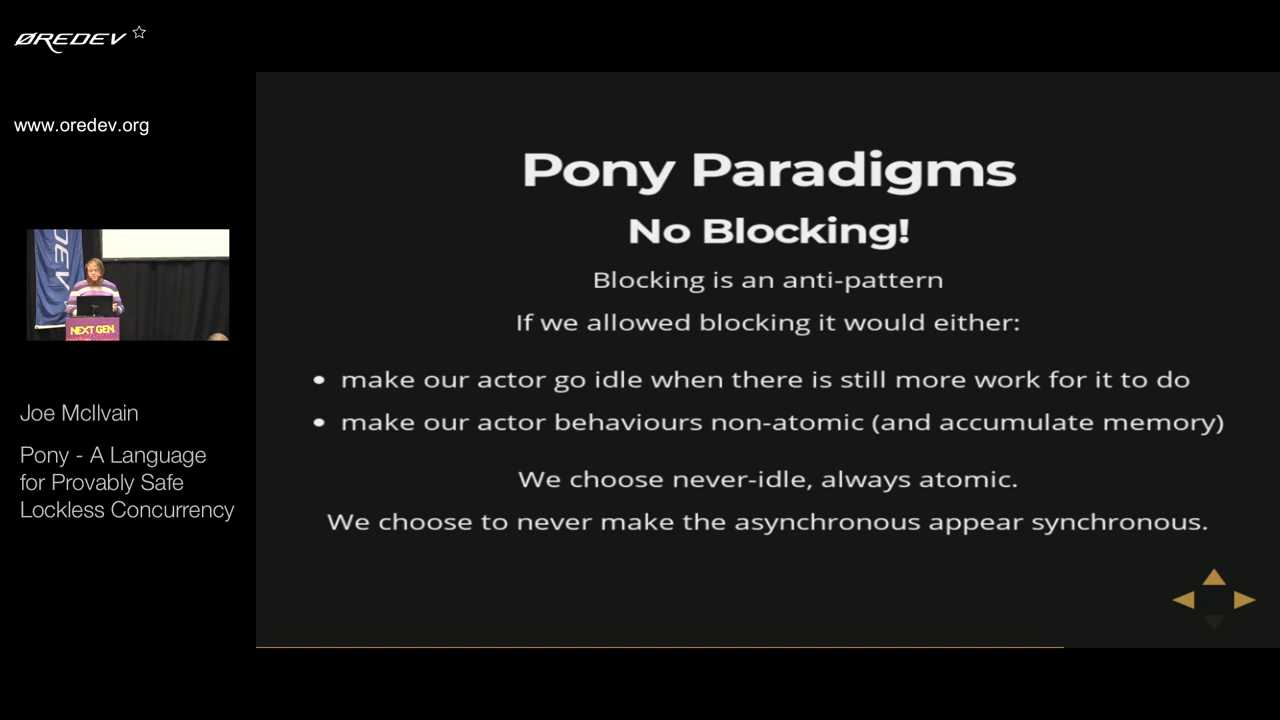 ØREDEV
www.oredev.org
DEV
NEXT GEN
Joe McIlvain
Pony - A Language
for Provably Safe
Lockless Concurrency
Pony Paradigms
No Blocking!
Blocking is an anti-pattern
If we allowed blocking it would either:
• make our actor go idle when there is still more work for it to do
• make our actor behaviours non-atomic (and accumulate memory)
We choose never-idle, always atomic.
We choose to never make the asynchronous appear synchronous.